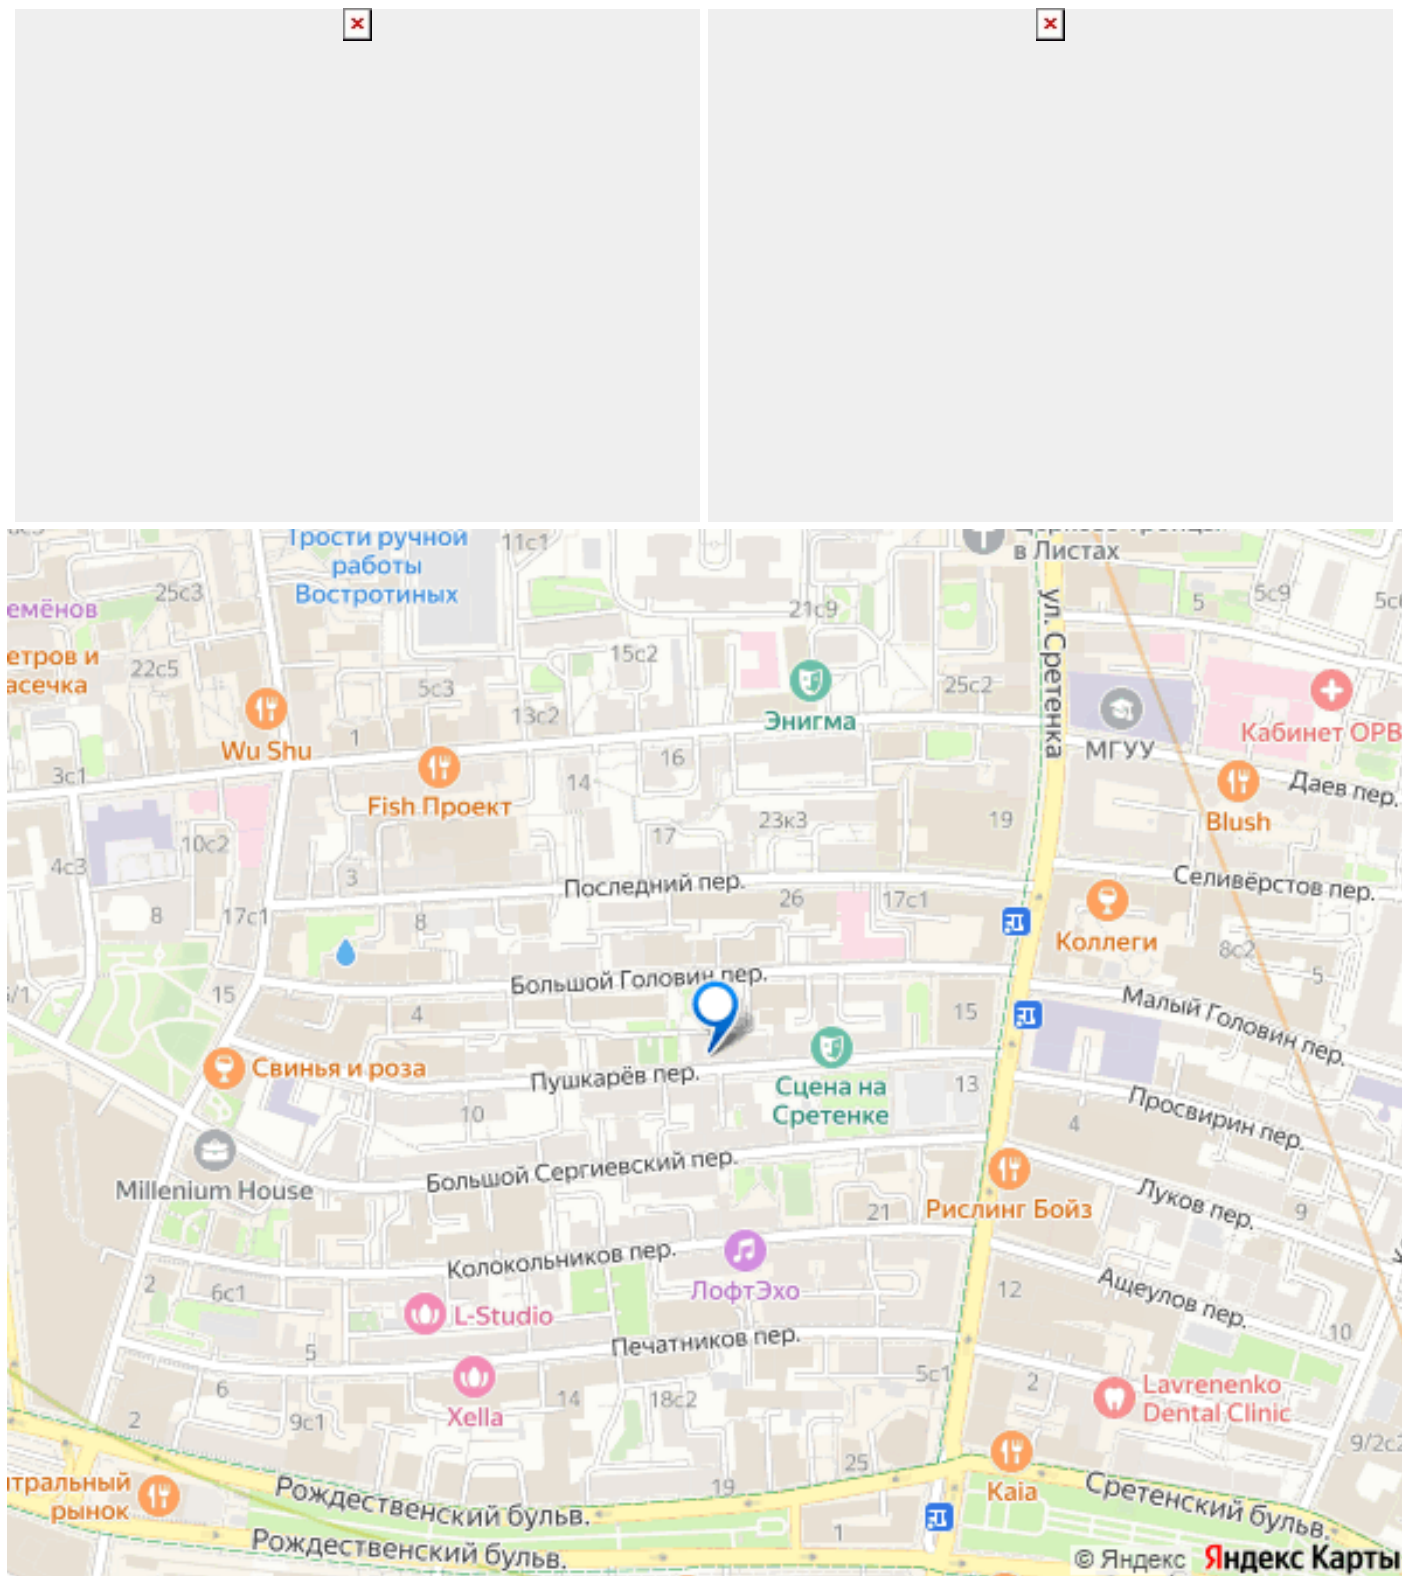 Трости ручной
работы
Востротиных
11с1
в Листах
25с3
21с9
5
5с9
емёнов
етров и
асечка
22с5
15с2
ул. Сретенка
5с3
25с2
13с2
Энигма
Wu Shu
1
МГУУ
Кабинет ОРВ
3с1
16
Fish Проект
14
Даев пер.
Blush
10с2
17
23к3
19
4с3
3
Последний пер.
Селивёрстов пер.
8
17с1
8
26
17с1
Коллеги
8с2
5
Большой Головин пер.
15
4
15
Малый Головин пер.
Свинья и роза
Пушкарёв пер.
Сцена на
Сретенке
13
10
4
Просвирин пер.
Большой Сергиевский пер.
Millenium House
Луков пер.
21
Рислинг Бойз
9
Колокольников пер.
2
6с1
ЛофтЭхо
12
Ащеулов пер.
L-Studio
10
5
Печатников пер.
6
14
18с2
5с1
2
Lavrenenko
Dental Clinic
Xella
2
9с1
9/2с2
25
19
Kaia
тральный
рынок
Рождественский бульв.
Сретенский бульв.
1
Рождественский бульв.
© Яндекс Яндекс Карты